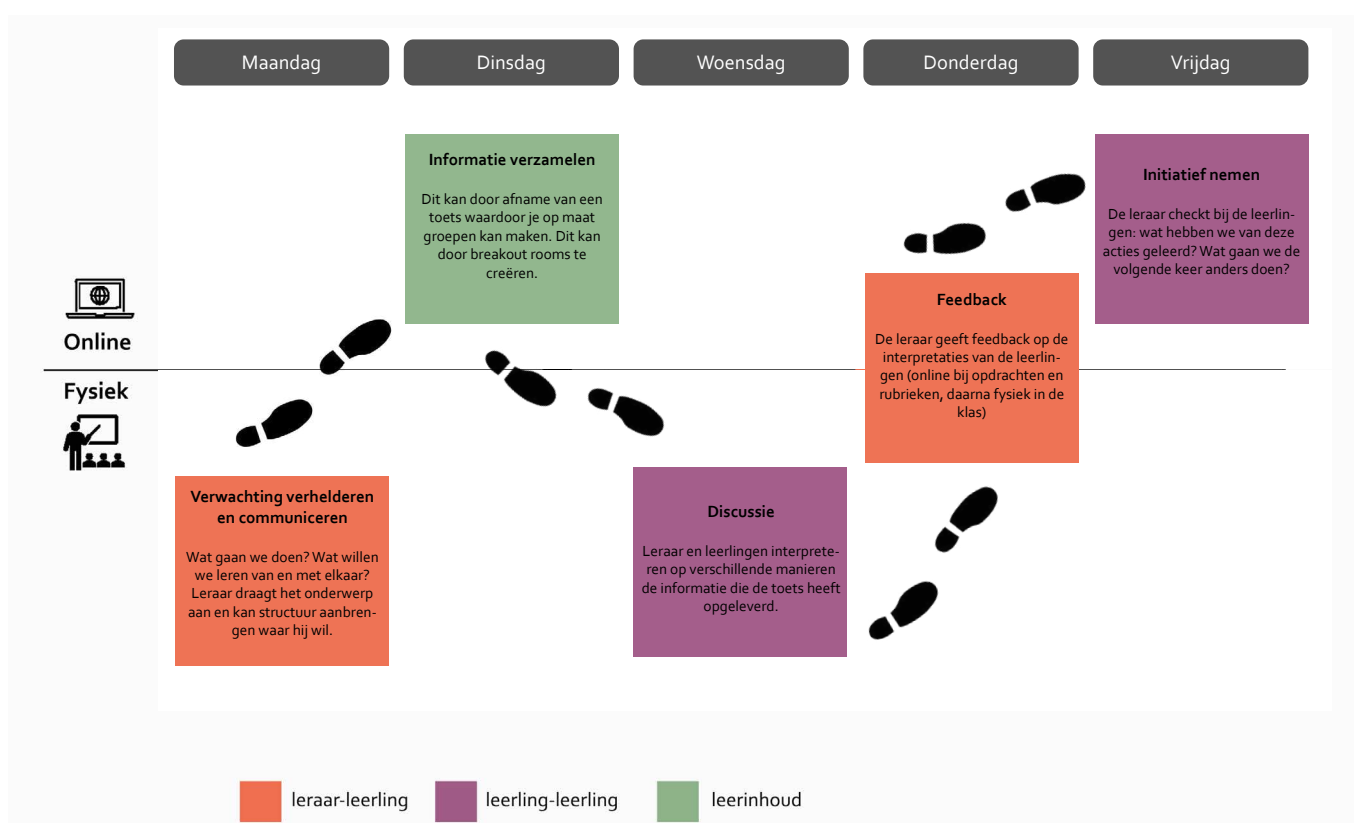 Maandag
Dinsdag
Woensdag
Donderdag
Vrijdag
Informatie verzamelen
Dit kan door afname van een
toets waardoor je op maat
groepen kan maken. Dit kan
door breakout rooms te
creëren.
Initiatief nemen
De leraar checkt bij de leerlin-
gen: wat hebben we van deze
acties geleerd? Wat gaan we de
volgende keer anders doen?
Feedback
De leraar geeft feedback op de
interpretaties van de leerlin-
gen (online bij opdrachten en
rubrieken, daarna fysiek in de
klas)
Online
Fysiek
Verwachting verhelderen
en communiceren
Wat gaan we doen? Wat willen
we leren van en met elkaar?
Leraar draagt het onderwerp
aan en kan structuur aanbren-
gen waar hij wil.
Discussie
Leraar en leerlingen interprete-
ren op verschillende manieren
de informatie die de toets heeft
opgeleverd.
leraar-leerling
leerling-leerling
leerinhoud